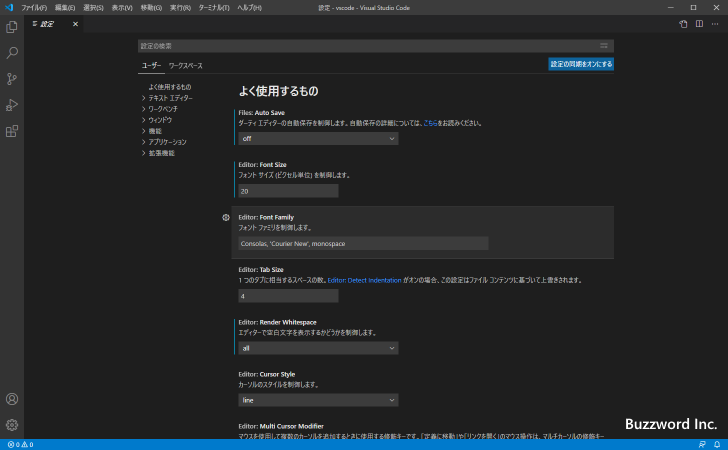 ファイル(F) 編集(E) 選択(S) 表示(V) 移動(G) 実行(R) ターミナル(T) ヘルプ(H) 設定 - vscode - Visual Studio Code
設定
設定の検索
ユーザー ワークスペース
設定の同期をオンにする
よく使用するもの
テキスト エディター
ワークベンチ
ウィンドウ
機能
アプリケーション
拡張機能
よく使用するもの
Files: Auto Save
ダーティ エディターの自動保存を制御します。自動保存の詳細については、こちらをお読みください。
off
Editor: Font Size
フォント サイズ (ピクセル単位) を制御します。
20
Editor: Font Family
フォント ファミリを制御します。
Consolas, 'Courier New', monospace
Editor: Tab Size
1 つのタブに相当するスペースの数。Editor: Detect Indentation がオンの場合、この設定はファイル コンテンツに基づいて上書きされます。
4
Editor: Render Whitespace
エディターで空白文字を表示するかどうかを制御します。
all
Editor: Cursor Style
カーソルのスタイルを制御します。
line
Editor: Multi Cursor Modifier
マウスを使用して複数のカーソルを追加するときに使用する修飾キーです。「定義に移動」や「リンクを開く」のマウス操作は、マルチカーソルの修飾キー
Buzzword Inc.
0 0